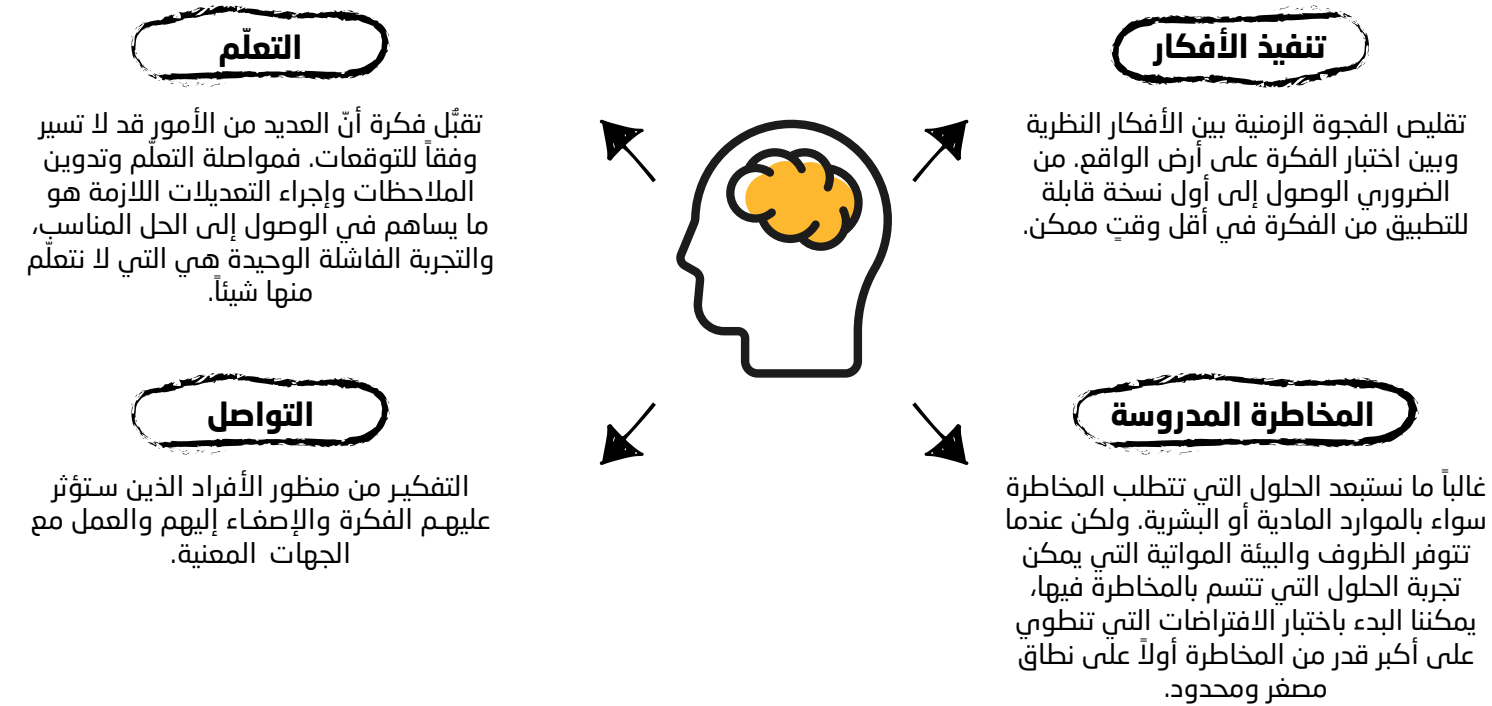 تنفيذ الأفكار
تقليص الفجوة الزمنية بين الأفكار النظرية
وبين اختبار الفكرة على أرض الواقع. من
الضروري الوصول إلى أول نسخة قابلة
للتطبيق من الفكرة في أقل وقتٍ ممكن.
التعلّم
تقبُّل فكرة أنّ العديد من الأمور قد لا تسير
وفقاً للتوقعات. فمواصلة التعلّم وتدوين
الملاحظات وإجراء التعديلات اللازمة هو
ما يساهم في الوصول إلى الحل المناسب،
والتجربة الفاشلة الوحيدة هي التي لا نتعلّم
منها شيئاً.
المخاطرة المدروسة
غالباً ما نستبعد الحلول التي تتطلب المخاطرة
سواء بالموارد المادية أو البشرية. ولكن عندما
تتوفر الظروف والبيئة المواتية التي يمكن
تجربة الحلول التي تتسم بالمخاطرة فيها،
يمكننا البدء باختبار الافتراضات التي تنطوي
على أكبر قدر من المخاطرة أولاً على نطاق
مصغر ومحدود.
التواصل
التفكيـر من منظور الأفراد الذين سـتؤثر
عليهـم الفكرة والإصغـاء إليهم والعمل مع
الجهات المعنية.